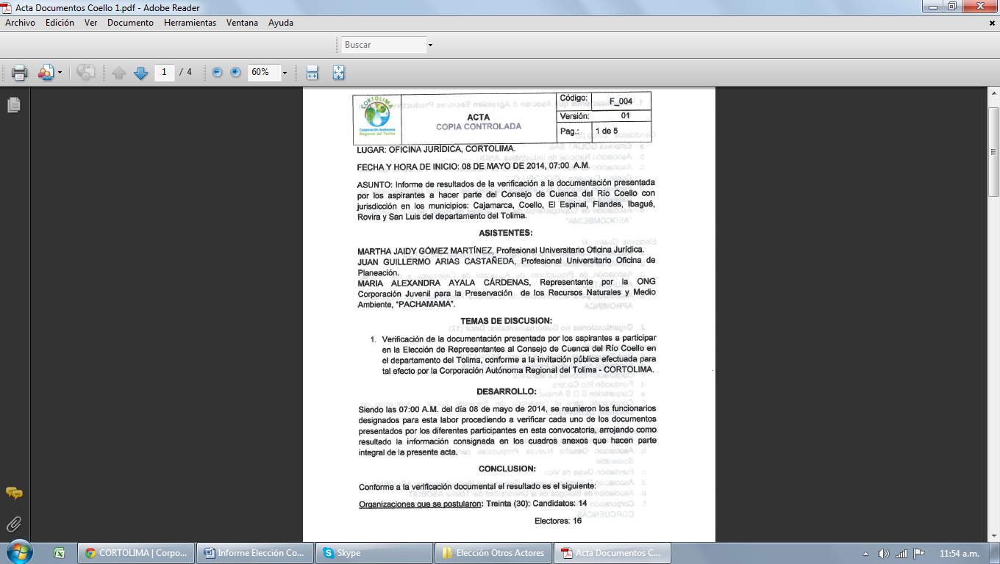 Acta Documentos Coello 1.pdf - Adobe Reader
Archivo Edición Ver Documento Herramientas Ventana Ayuda
Buscar
1 / 4 60%
CORTOLIMA
Corporación Autónoma
Regional del Tolima
ACTA
COPIA CONTROLADA
Código: F_004
Versión: 01
Pag.: 1 de 5
LUGAR: OFICINA JURÍDICA, CORTOLIMA.
FECHA Y HORA DE INICIO: 08 DE MAYO DE 2014, 07:00 A.M.
ASUNTO: Informe de resultados de la verificación a la documentación presentada
por los aspirantes a hacer parte del Consejo de Cuenca del Río Coello con
jurisdicción en los municipios: Cajamarca, Coello, El Espinal, Flandes, Ibagué,
Rovira y San Luis del departamento del Tolima.
ASISTENTES:
MARTHA JAIDY GÓMEZ MARTÍNEZ, Profesional Universitario Oficina Jurídica.
JUAN GUILLERMO ARIAS CASTAÑEDA, Profesional Universitario Oficina de
Planeación.
MARIA ALEXANDRA AYALA CÁRDENAS, Representante por la ONG
Corporación Juvenil para la Preservación de los Recursos Naturales y Medio
Ambiente, "PACHAMAMA".
TEMAS DE DISCUSION:
1. Verificación de la documentación presentada por los aspirantes a participar
en la Elección de Representantes al Consejo de Cuenca del Río Coello en
el departamento del Tolima, conforme a la invitación pública efectuada para
tal efecto por la Corporación Autónoma Regional del Tolima - CORTOLIMA.
DESARROLLO:
Siendo las 07:00 A.M. del día 08 de mayo de 2014, se reunieron los funcionarios
designados para esta labor procediendo a verificar cada uno de los documentos
presentados por los diferentes participantes en esta convocatoria, arrojando como
resultado la información consignada en los cuadros anexos que hacen parte
integral de la presente acta.
CONCLUSION:
Conforme a la verificación documental el resultado es el siguiente:
Organizaciones que se postularon: Treinta (30): Candidatos: 14
Electores: 16
CORTOLIMA | Corpo... Informe Elección Co... Skype Elección Otros Actores Acta Documentos C... 11:54 a.m.